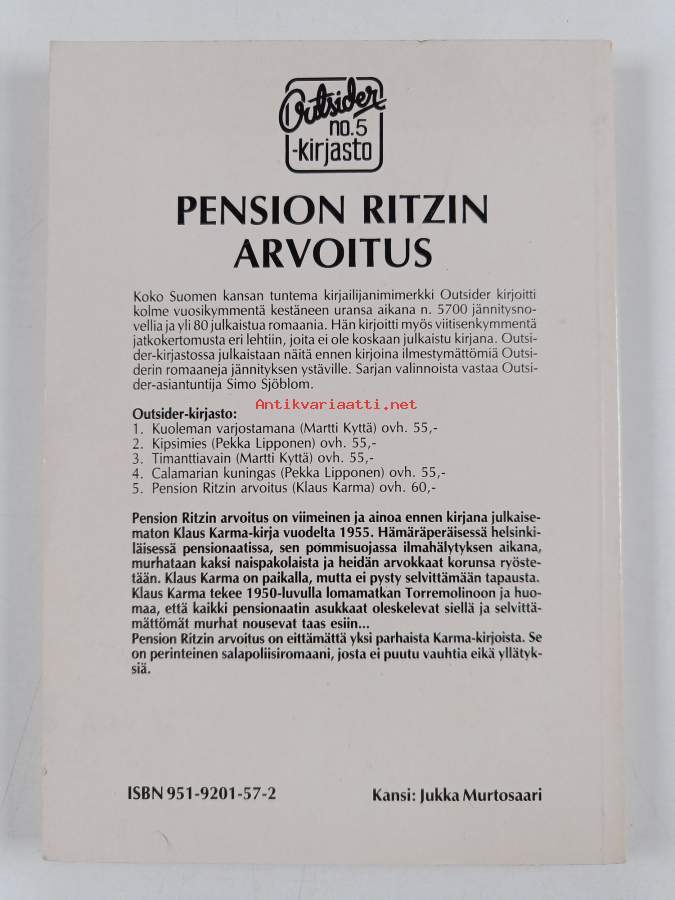 Outsider
no.5
-kirjasto
PENSION RITZIN
ARVOITUS
Koko Suomen kansan tuntema kirjailijanimimerkki Outsider kirjoitti
kolme vuosikymmentä kestäneen uransa aikana n. 5700 jännitysno-
vellia ja yli 80 julkaistua romaania. Hän kirjoitti myös viitisenkymmentä
jatkokertomusta eri lehtiin, joita ei ole koskaan julkaistu kirjana. Outsi-
der-kirjastossa julkaistaan näitä ennen kirjoina ilmestymättömiä Outsi-
derin romaaneja jännityksen ystäville. Sarjan valinnoista vastaa Outsi-
der-asiantuntija Simo Sjöblom.
Antikvariaatti.net
Outsider-kirjasto:
1. Kuoleman varjostamana (Martti Kyttä) ovh. 55,-
2. Kipsimies (Pekka Lipponen) ovh. 55,-
3. Timanttiavain (Martti Kyttä) ovh. 55,-
4. Calamarian kuningas (Pekka Lipponen) ovh. 55,-
5. Pension Ritzin arvoitus (Klaus Karma) ovh. 60,-
Pension Ritzin arvoitus on viimeinen ja ainoa ennen kirjana julkaise-
maton Klaus Karma-kirja vuodelta 1955. Hämäräperäisessä helsinki-
läisessä pensionaatissa, sen pommisuojassa ilmahälytyksen aikana,
murhataan kaksi naispakolaista ja heidän arvokkaat korunsa ryöste-
tään. Klaus Karma on paikalla, mutta ei pysty selvittämään tapausta.
Klaus Karma tekee 1950-luvulla lomamatkan Torremolinoon ja huo-
maa, että kaikki pensionaatin asukkaat oleskelevat siellä ja selvittä-
mättömät murhat nousevat taas esiin...
Pension Ritzin arvoitus on eittämättä yksi parhaista Karma-kirjoista. Se
on perinteinen salapoliisiromaani, josta ei puutu vauhtia eikä yllätyk-
siä.
ISBN 951-9201-57-2
Kansi: Jukka Murtosaari